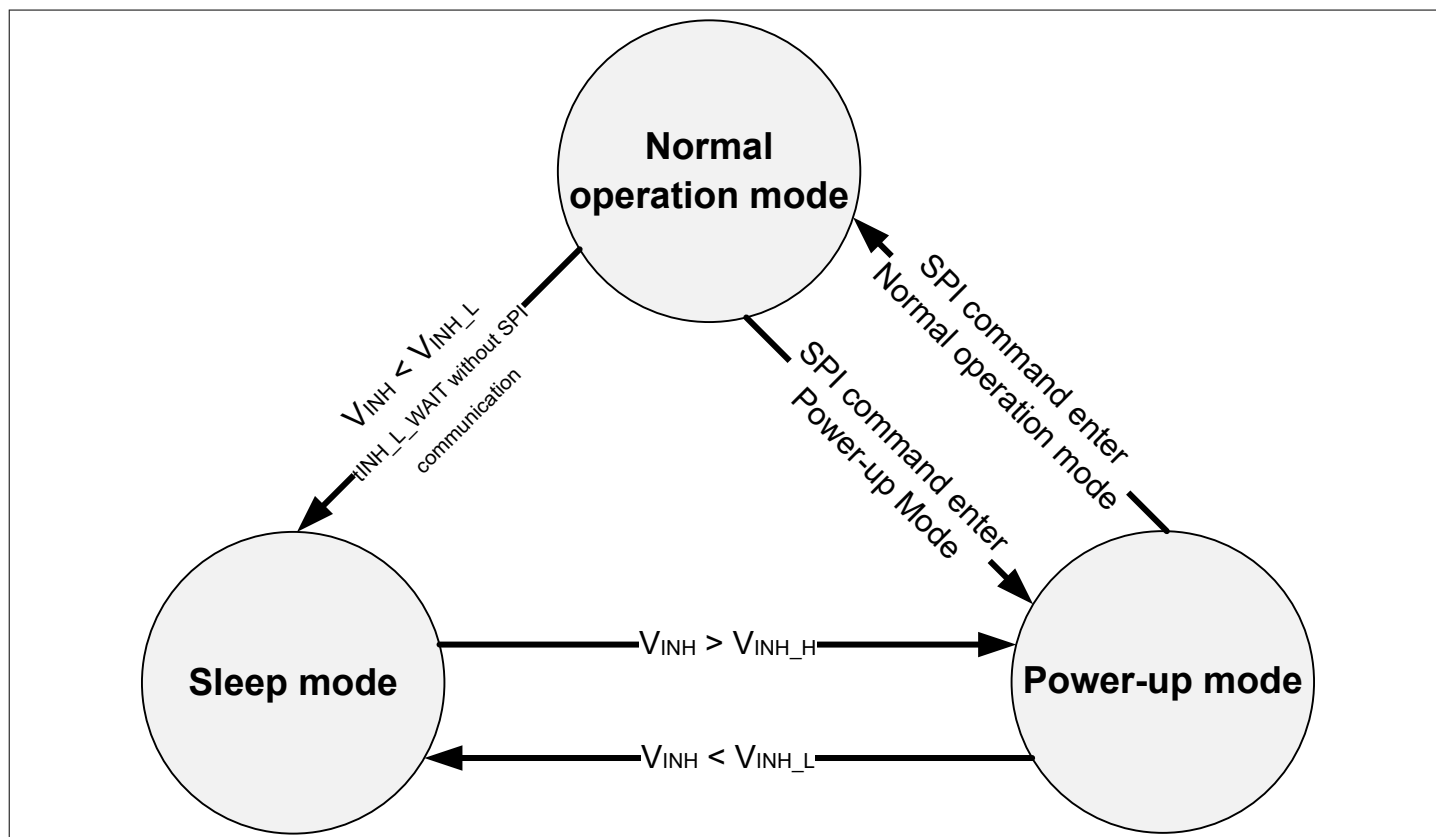 Normal
operation mode
VINH < VINH_L
tINH_L_WAIT without SPI
communication
SPI command enter
Normal operation mode
SPI command enter
Power-up Mode
Sleep mode
VINH > VINH_H
Power-up mode
VINH < VINH_L